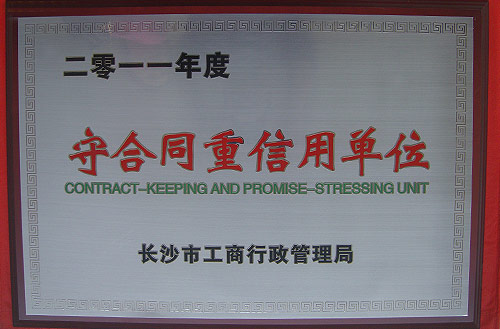 二零一一年度
守合同重信用单位
CONTRACT-KEEPING AND PROMISE-STRESSING UNIT
长沙市工商行政管理局